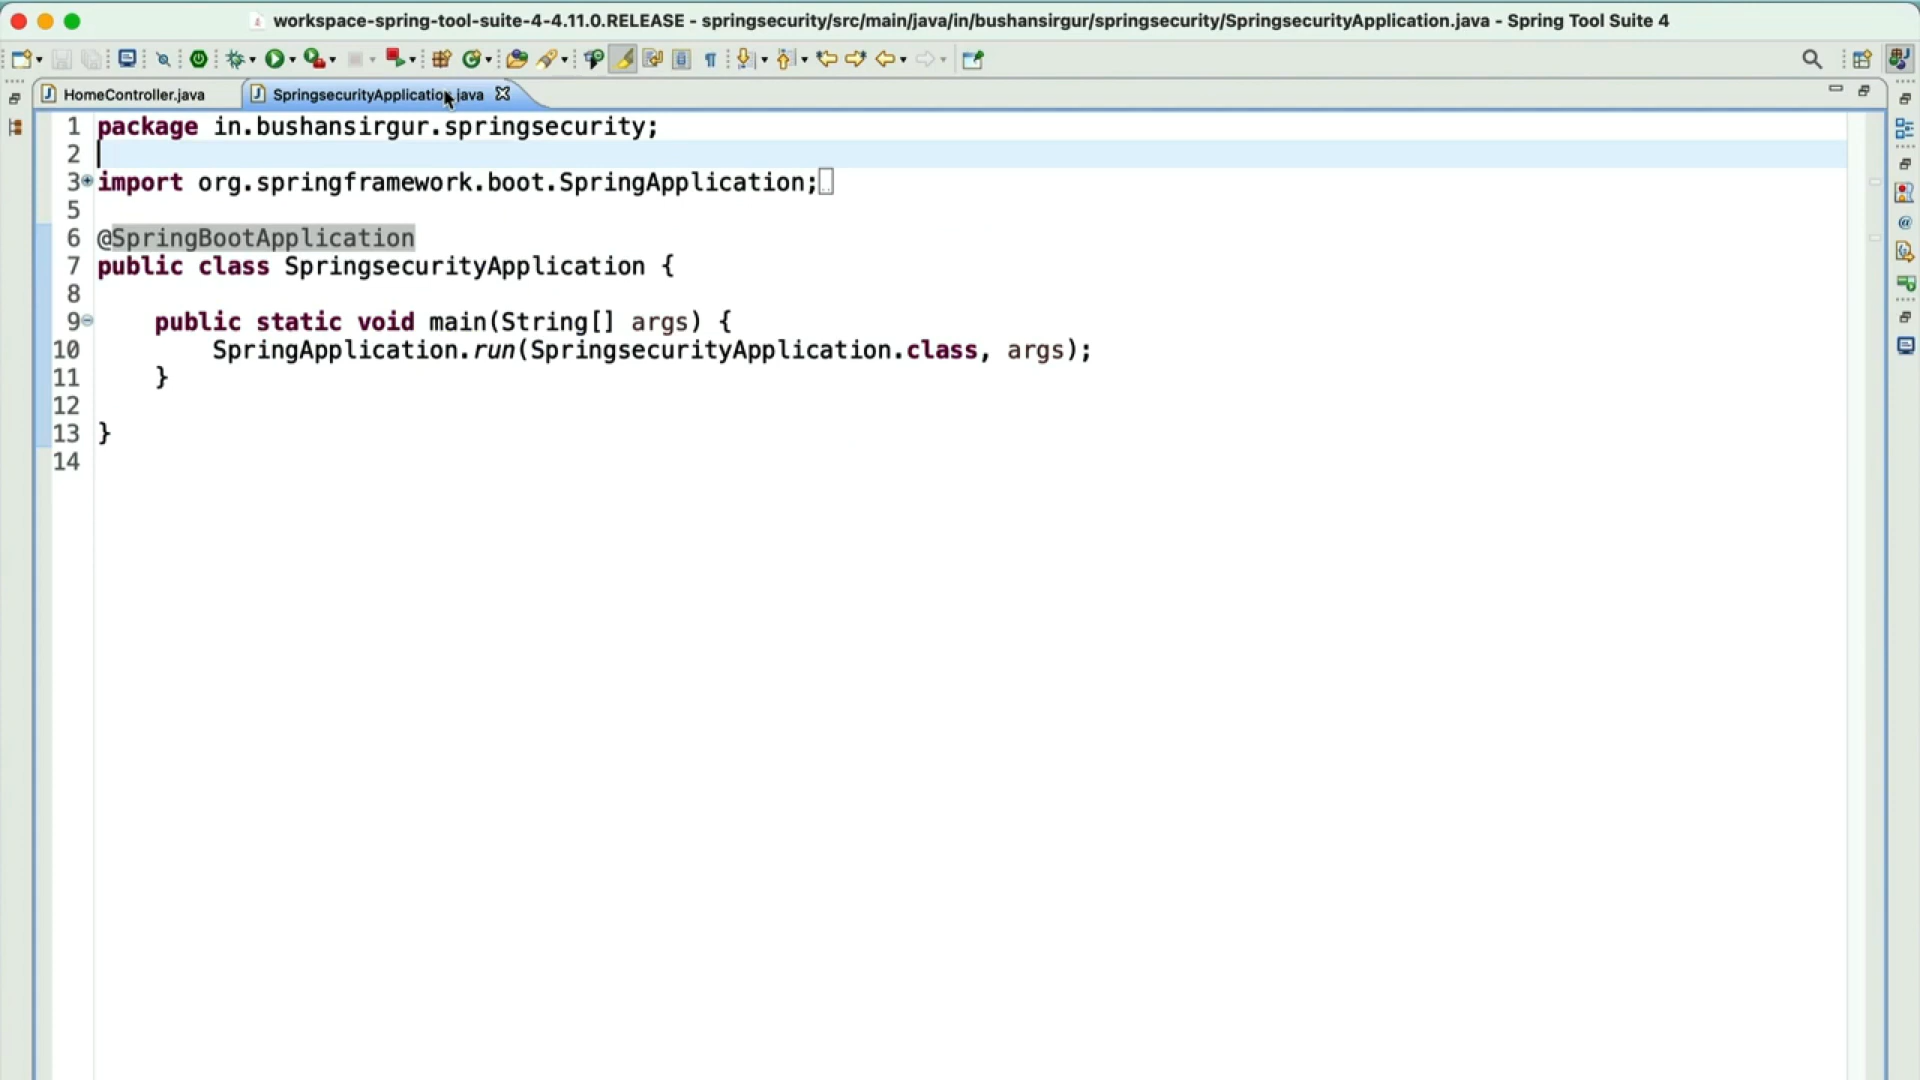 workspace-spring-tool-suite-4-4.11.0.RELEASE - springsecurity/src/main/java/in/bushansirgur/springsecurity/SpringsecurityApplication.java - Spring Tool Suite 4
HomeController.java
SpringsecurityApplication.java
1 package in.bushansirgur.springsecurity;
2
3 import org.springframework.boot.SpringApplication;
5
6 @SpringBootApplication
7 public class SpringsecurityApplication {
8
9 public static void main(String[] args) {
10 SpringApplication.run(SpringsecurityApplication.class, args);
11 }
12
13 }
14